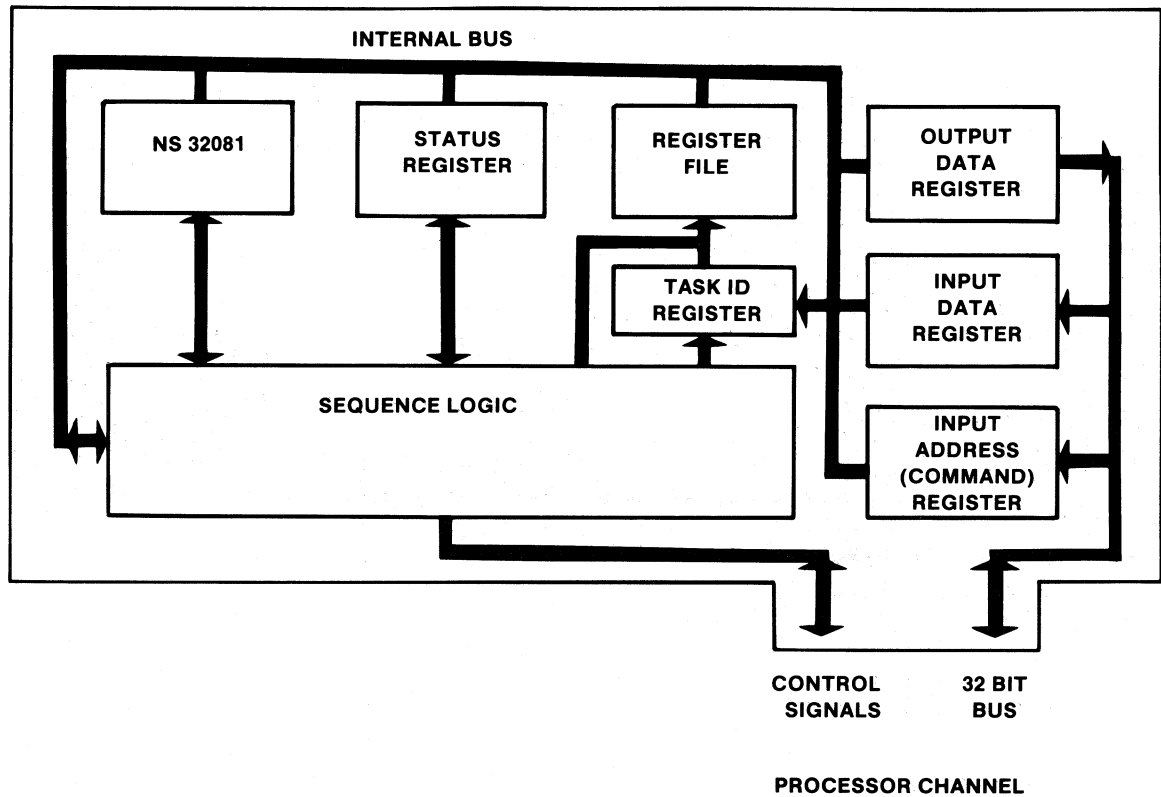 INTERNAL BUS
NS 32081
STATUS
REGISTER
REGISTER
FILE
OUTPUT
DATA
REGISTER
TASK ID
REGISTER
INPUT
DATA
REGISTER
SEQUENCE LOGIC
INPUT
ADDRESS
(COMMAND)
REGISTER
CONTROL
SIGNALS
32 BIT
BUS
PROCESSOR CHANNEL